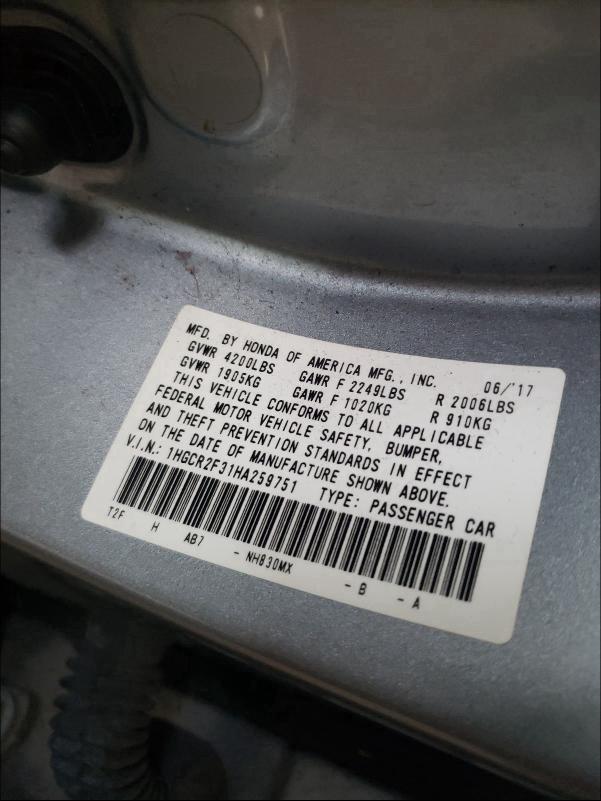 MFD. BY HONDA OF AMERICA MFG., INC. 06/'17
GVWR 4200LBS GAWR F 2249LBS R 2006LBS
GVWR 1905KG GAWR F 1020KG R 910KG
THIS VEHICLE CONFORMS TO ALL APPLICABLE
FEDERAL MOTOR VEHICLE SAFETY, BUMPER,
AND THEFT PREVENTION STANDARDS IN EFFECT
ON THE DATE OF MANUFACTURE SHOWN ABOVE.
V.I.N.: 1HGCR2F31HA259751 TYPE: PASSENGER CAR
T2F H AB7 - NH830MX - B - A